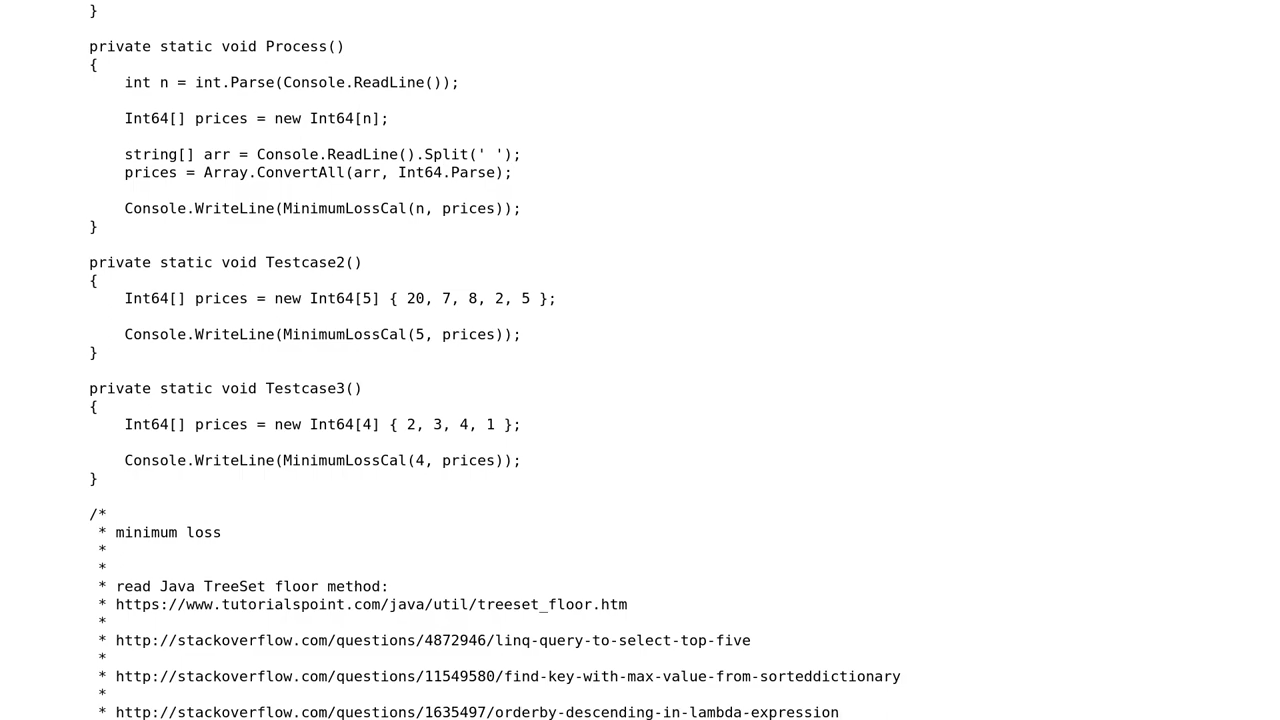 }
private static void Process()
{
int n = int.Parse(Console.ReadLine());
Int64[] prices = new Int64[n];
string[] arr = Console.ReadLine().Split(' ');
prices = Array.ConvertAll(arr, Int64.Parse);
Console.WriteLine(MinimumLossCal(n, prices));
}
private static void Testcase2()
{
Int64[] prices = new Int64[5] { 20, 7, 8, 2, 5 };
Console.WriteLine(MinimumLossCal(5, prices));
}
private static void Testcase3()
{
Int64[] prices = new Int64[4] { 2, 3, 4, 1 };
Console.WriteLine(MinimumLossCal(4, prices));
}
/*
* minimum loss
*
*
* read Java TreeSet floor method:
* https://www.tutorialspoint.com/java/util/treeset_floor.htm
*
* http://stackoverflow.com/questions/4872946/linq-query-to-select-top-five
*
* http://stackoverflow.com/questions/11549580/find-key-with-max-value-from-sorteddictionary
*
* http://stackoverflow.com/questions/1635497/orderby-descending-in-lambda-expression